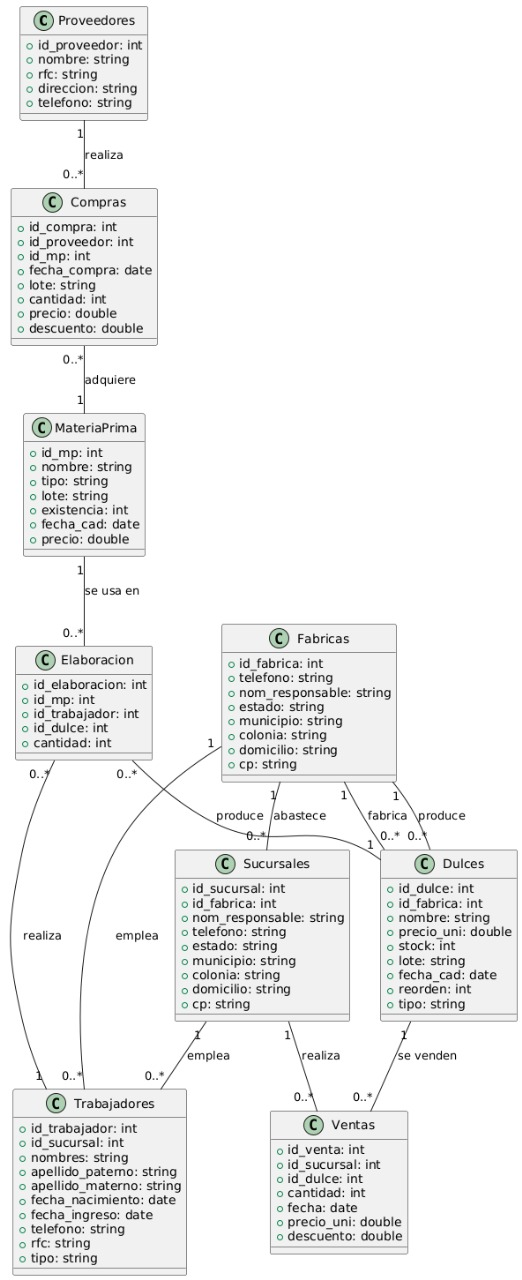 C Proveedores
id_proveedor: int
nombre: string
rfc: string
direccion: string
telefono: string
1
realiza
0..*
C Compras
id_compra: int
id_proveedor: int
id_mp: int
fecha_compra: date
lote: string
cantidad: int
precio: double
descuento: double
0..*
adquiere
1
C MateriaPrima
id_mp: int
nombre: string
tipo: string
lote: string
existencia: int
fecha_cad: date
precio: double
1
se usa en
0..*
C Elaboracion
id_elaboracion: int
id_mp: int
id_trabajador: int
id_dulce: int
cantidad: int
0..* 0..*
C Fabricas
id_fabrica: int
telefono: string
nom_responsable: string
estado: string
municipio: string
colonia: string
domicilio: string
cp: string
1
1 1 1
produce abastece fabrica produce
0..* 1 0..* 0..*
C Sucursales
id_sucursal: int
id_fabrica: int
nom_responsable: string
telefono: string
estado: string
municipio: string
colonia: string
domicilio: string
cp: string
C Dulces
id_dulce: int
id_fabrica: int
nombre: string
precio_uni: double
stock: int
lote: string
fecha_cad: date
reorden: int
tipo: string
realiza emplea
1 1 1
emplea realiza se venden
1 0..* 0..* 0..* 0..*
C Trabajadores
id_trabajador: int
id_sucursal: int
nombres: string
apellido_paterno: string
apellido_materno: string
fecha_nacimiento: date
fecha_ingreso: date
telefono: string
rfc: string
tipo: string
C Ventas
id_venta: int
id_sucursal: int
id_dulce: int
cantidad: int
fecha: date
precio_uni: double
descuento: double